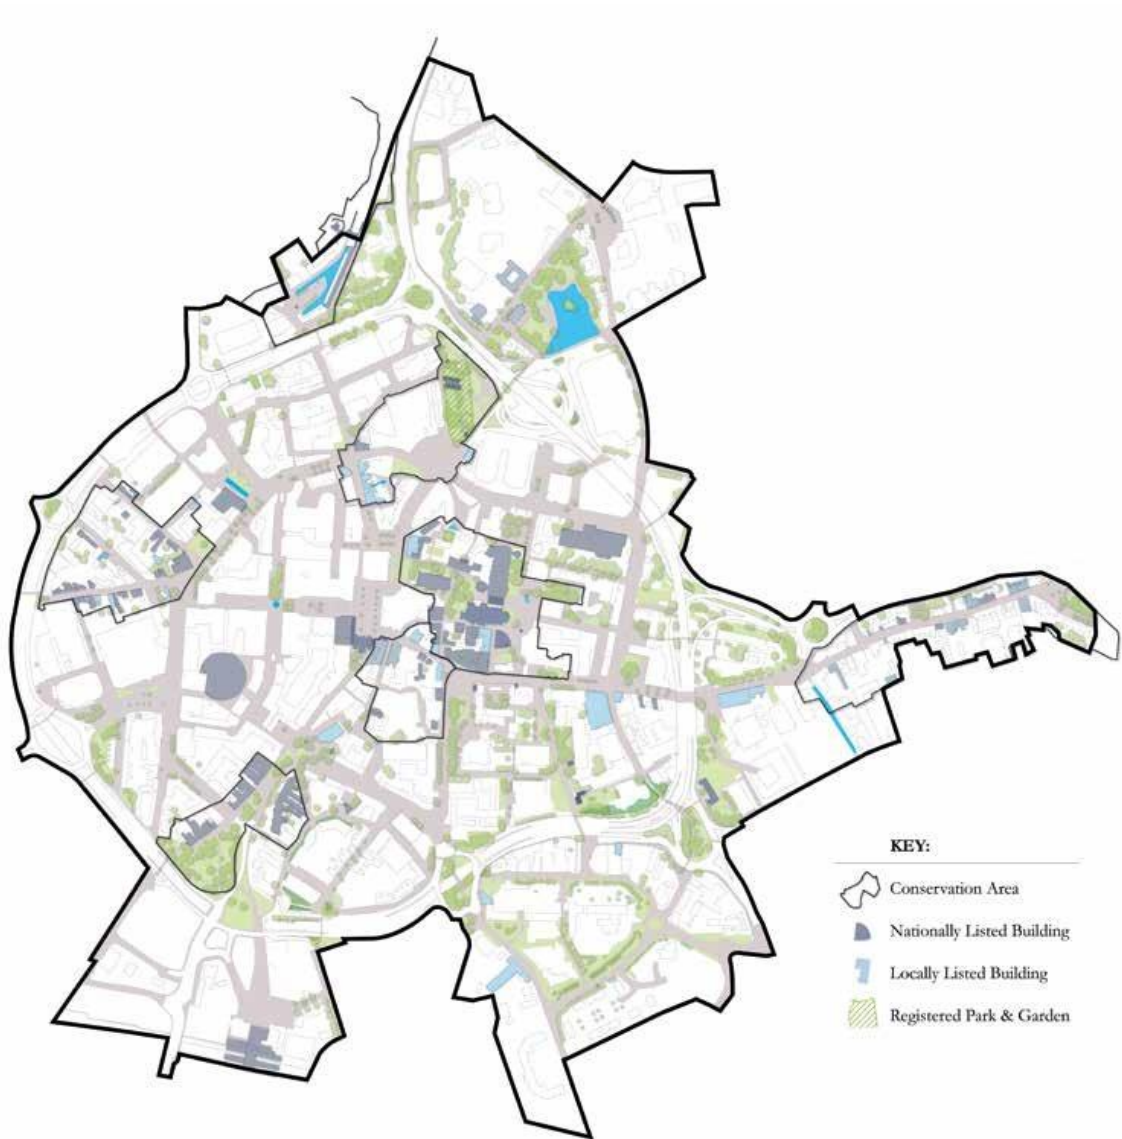 KEY:
Conservation Area
Nationally Listed Building
Locally Listed Building
Registered Park & Garden